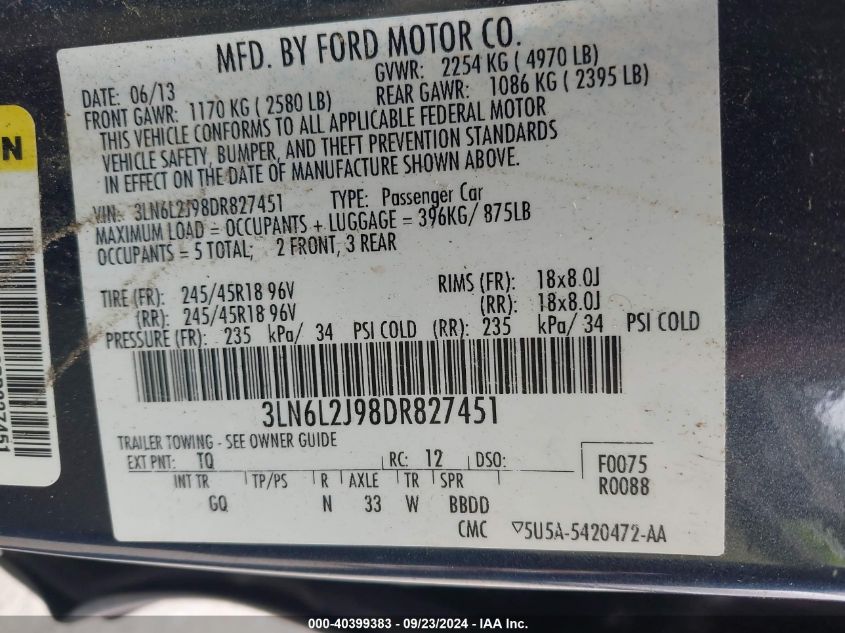 MFD. BY FORD MOTOR CO.
DATE: 06/13
GVWR: 2254 KG ( 4970 LB)
FRONT GAWR: 1170 KG ( 2580 LB)
REAR GAWR: 1086 KG ( 2395 LB)
THIS VEHICLE CONFORMS TO ALL APPLICABLE FEDERAL MOTOR
VEHICLE SAFETY, BUMPER, AND THEFT PREVENTION STANDARDS
IN EFFECT ON THE DATE OF MANUFACTURE SHOWN ABOVE.
VIN: 3LN6L2J98DR827451 TYPE: Passenger Car
MAXIMUM LOAD = OCCUPANTS + LUGGAGE = 396KG/ 875LB
OCCUPANTS = 5 TOTAL; 2 FRONT, 3 REAR
TIRE (FR): 245/45R18 96V RIMS (FR): 18x8.0J
(RR): 245/45R18 96V (RR): 18x8.0J
PRESSURE (FR): 235 kPa/ 34 PSI COLD (RR): 235 kPa/ 34 PSI COLD
3LN6L2J98DR827451
TRAILER TOWING - SEE OWNER GUIDE
EXT PNT: TQ RC: 12 DSO: F0075
INT TR TP/PS R AXLE TR SPR R0088
GQ N 33 W BBDD
CMC ▽5U5A-5420472-AA
N
27451
000-40399383 - 09/23/2024 - IAA Inc.